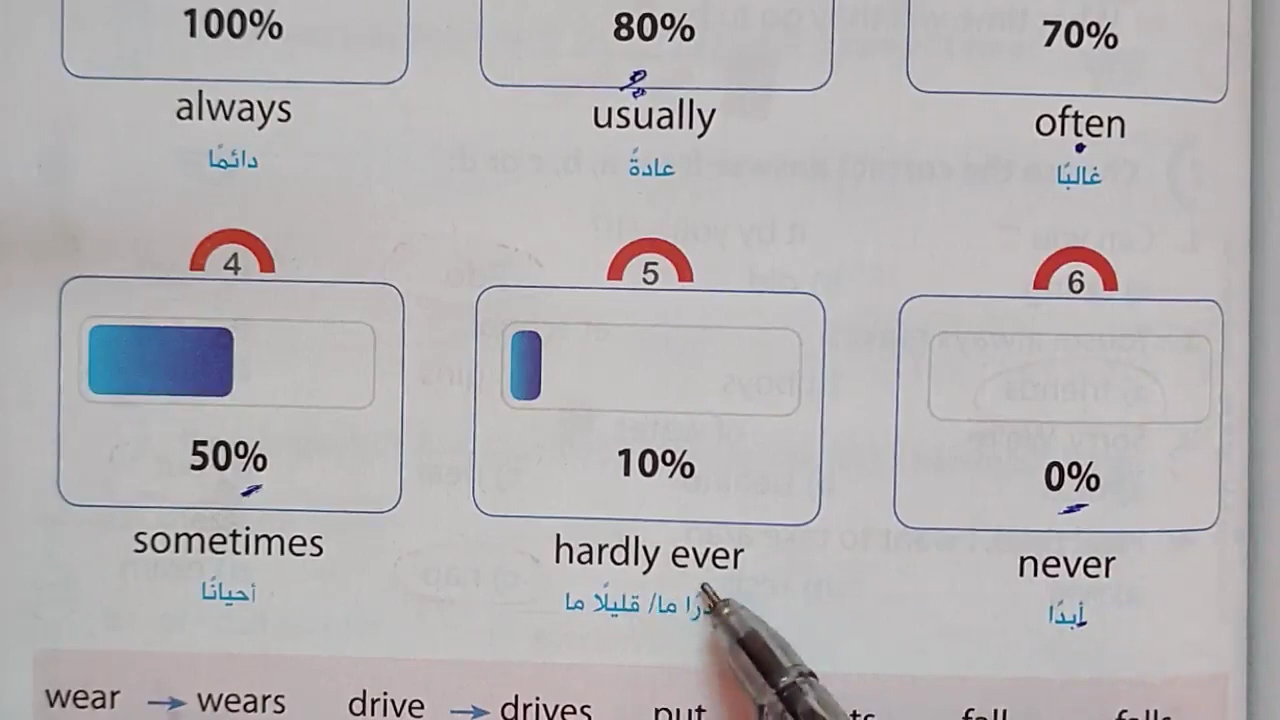 100% 80% 70%
always usually often
دائمًا عادةً غالبًا
4 5 6
50% 10% 0%
sometimes hardly ever never
أحيانًا ما/ قليلًا ما أبدًا
wear → wears drive → drives put